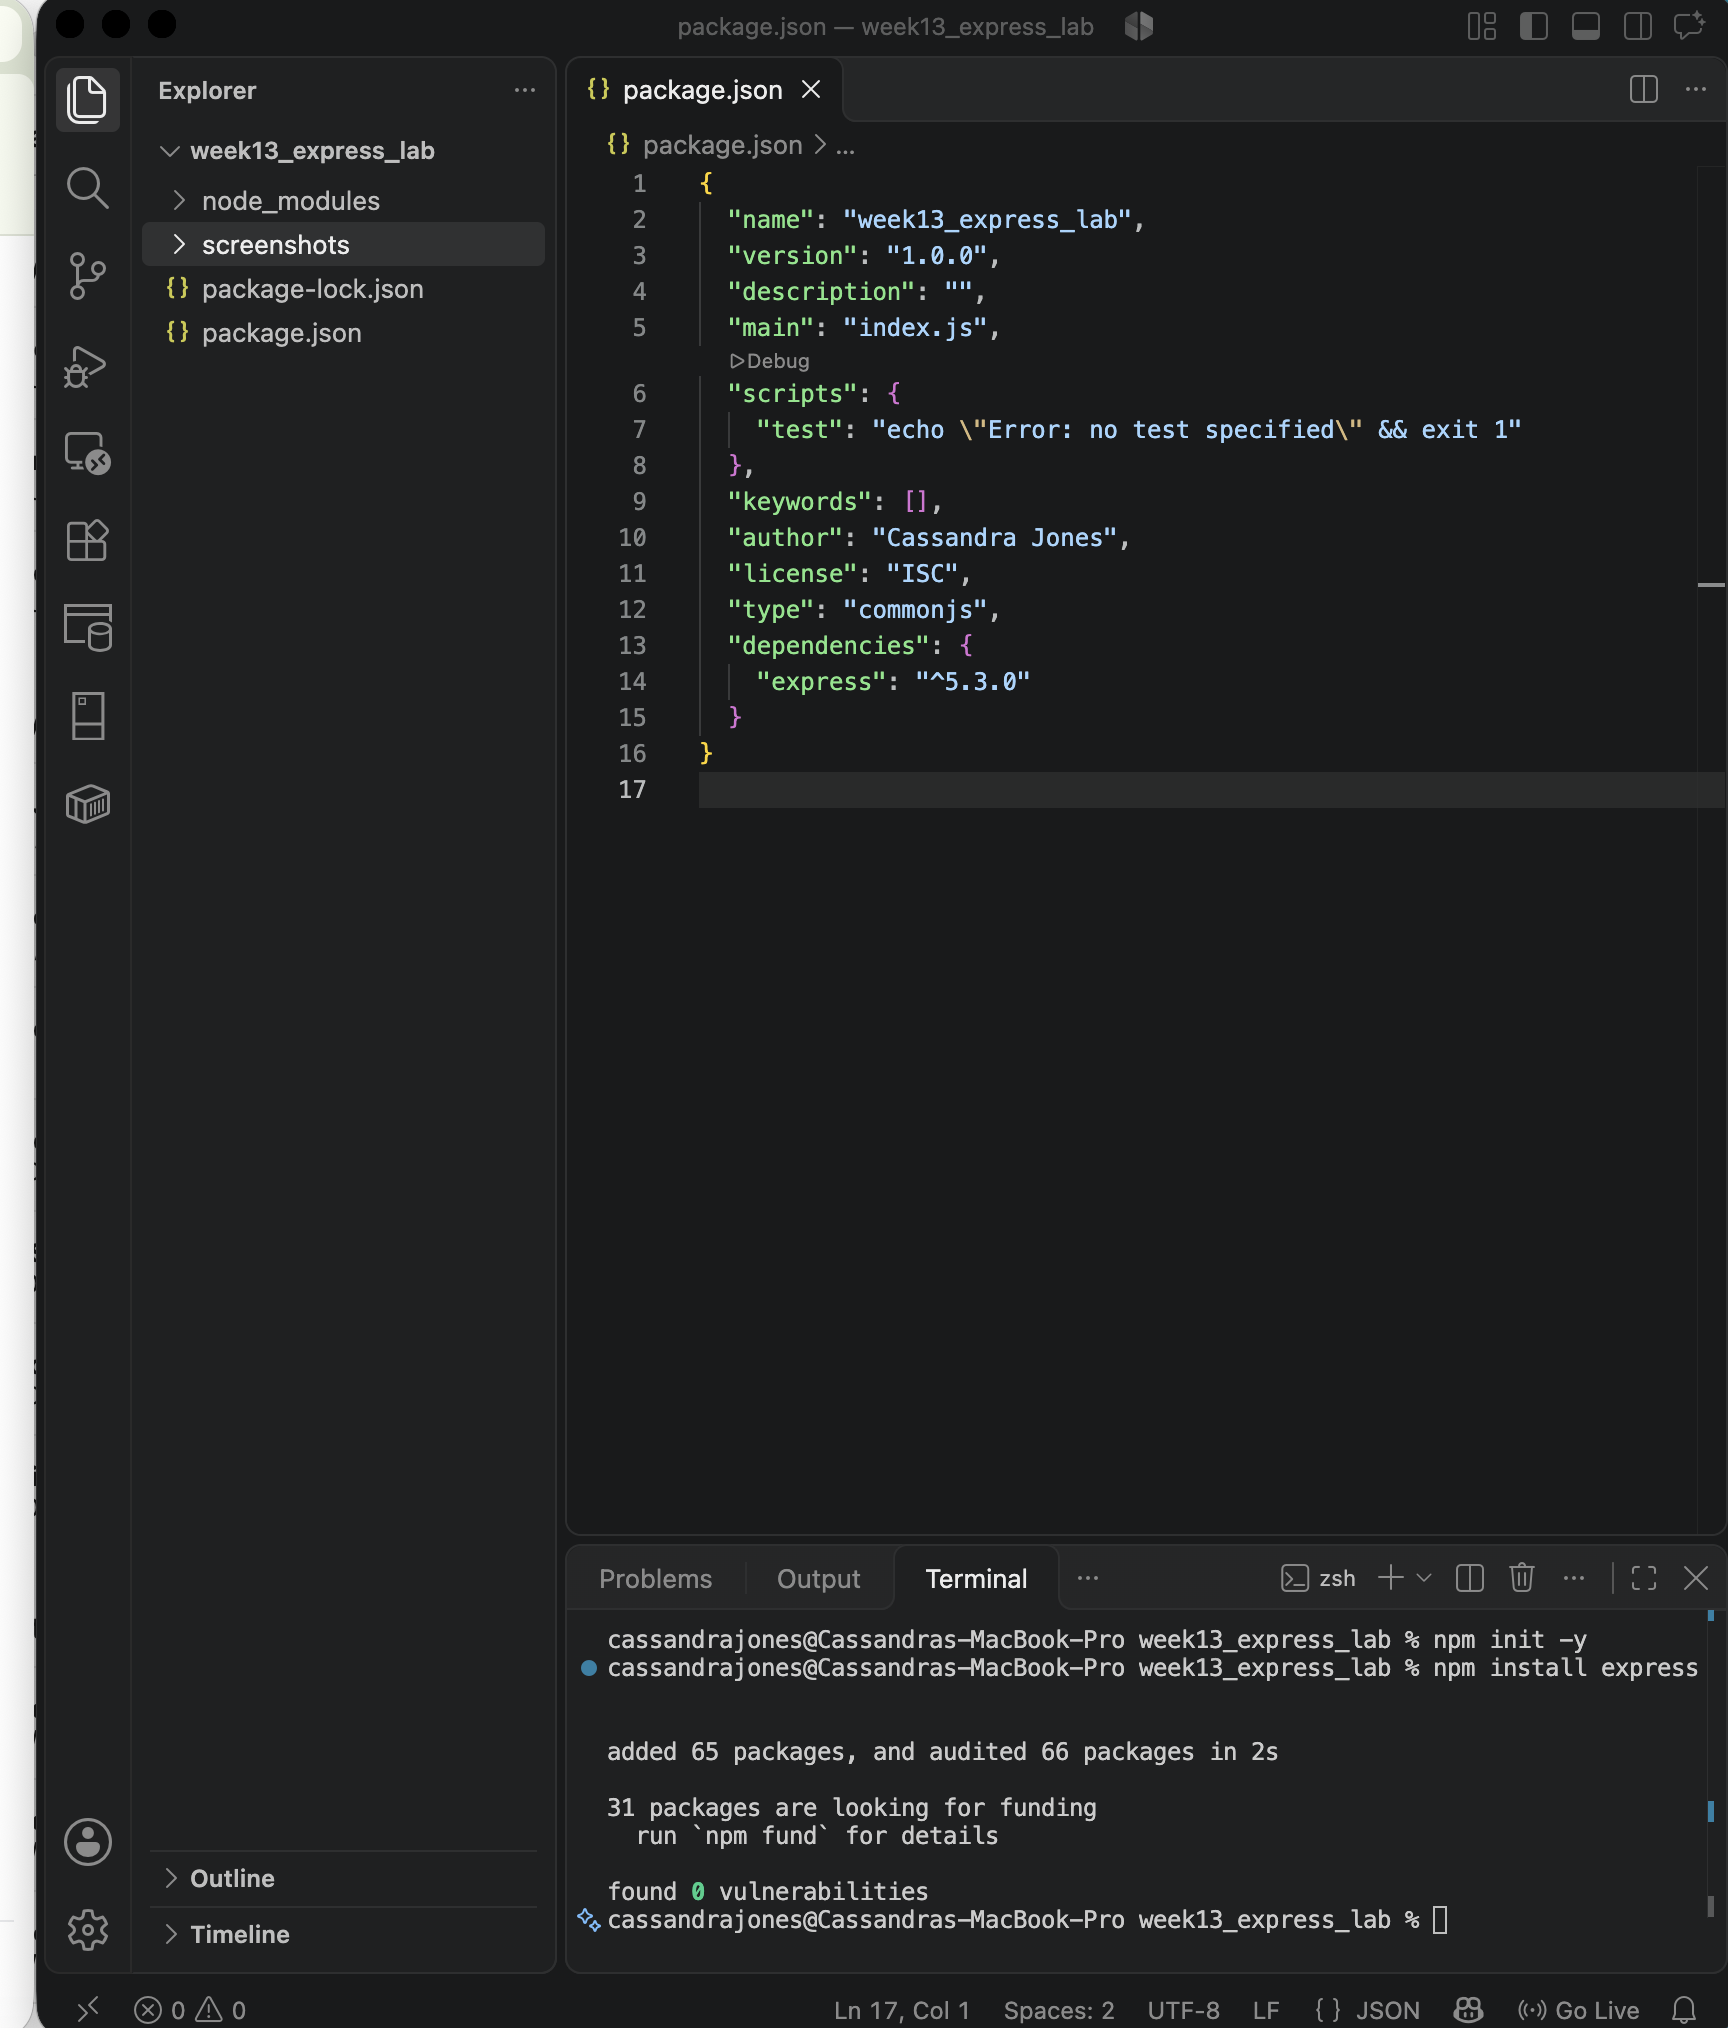 package.json — week13_express_lab
Explorer
week13_express_lab
node_modules
screenshots
{} package-lock.json
{} package.json
{} package.json
{} package.json > ...
1 {
2 "name": "week13_express_lab",
3 "version": "1.0.0",
4 "description": "",
5 "main": "index.js",
Debug
6 "scripts": {
7 "test": "echo \"Error: no test specified\" && exit 1"
8 },
9 "keywords": [],
10 "author": "Cassandra Jones",
11 "license": "ISC",
12 "type": "commonjs",
13 "dependencies": {
14 "express": "^5.3.0"
15 }
16 }
17
Problems Output Terminal ... zsh
cassandrajones@Cassandras-MacBook-Pro week13_express_lab % npm init -y
cassandrajones@Cassandras-MacBook-Pro week13_express_lab % npm install express
added 65 packages, and audited 66 packages in 2s
31 packages are looking for funding
run `npm fund` for details
found 0 vulnerabilities
cassandrajones@Cassandras-MacBook-Pro week13_express_lab %
Outline
Timeline
0 0 Ln 17, Col 1 Spaces: 2 UTF-8 LF {} JSON Go Live